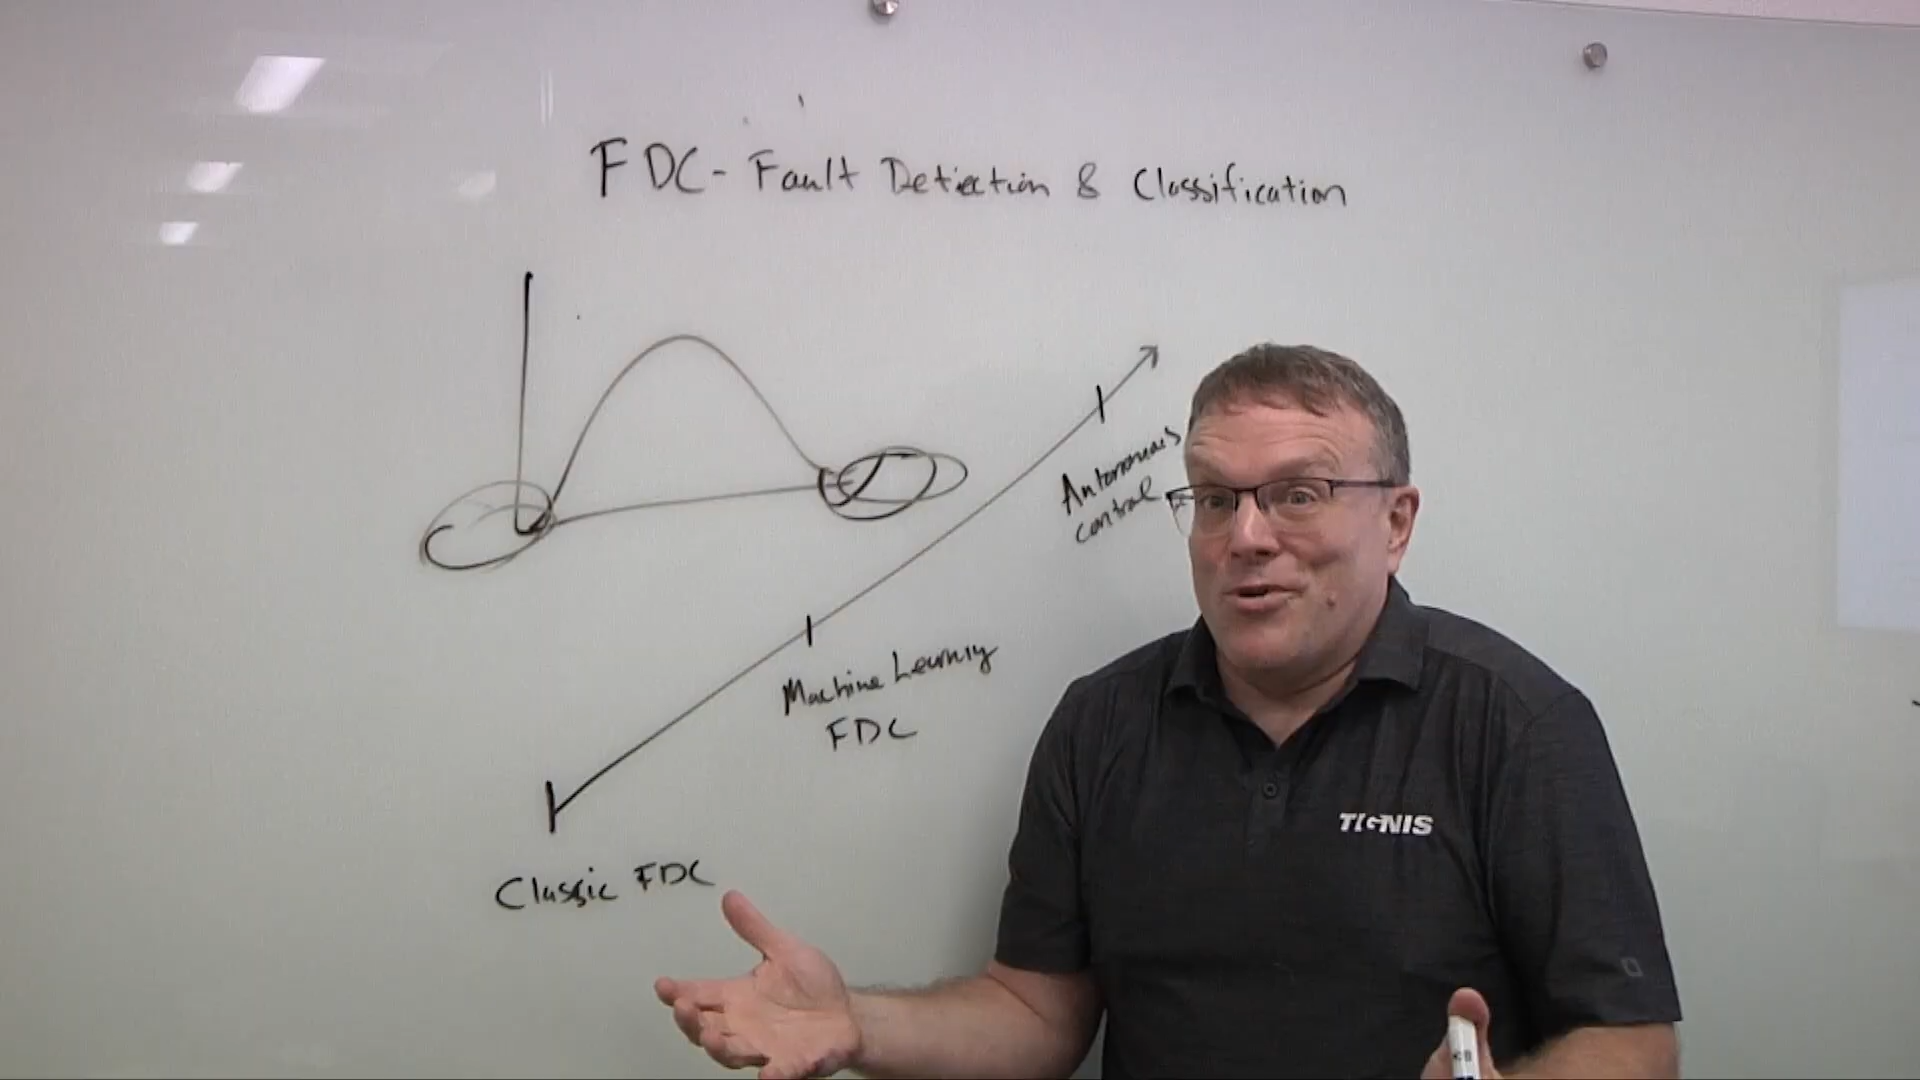 FDC - Fault Detection & Classification
Autonomous
control
Machine Learning
FDC
Classic FDC
TIGNIS